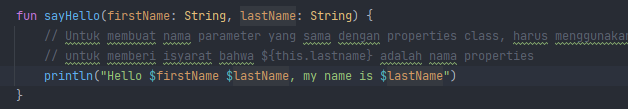 fun sayHello(firstName: String, lastName: String) {
// Untuk membuat nama parameter yang sama dengan properties class, harus menggunakan
// untuk memberi isyarat bahwa ${this.lastname} adalah nama properties
println("Hello $firstName $lastName, my name is $lastName")
}